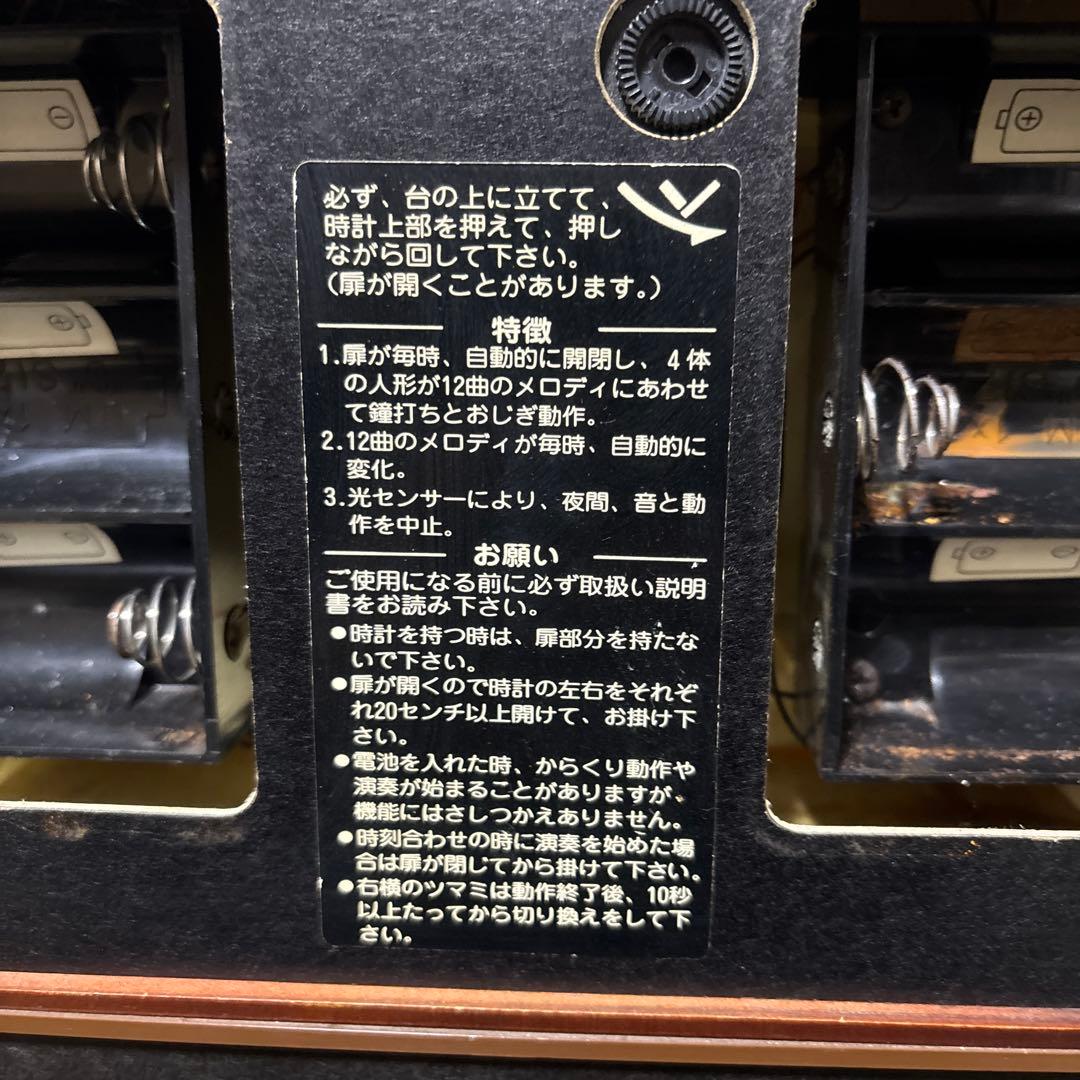 必ず、台の上に立てて、
時計上部を押えて、押し
ながら回して下さい。
（扉が開くことがあります。）
特徴
1.扉が毎時、自動的に開閉し、4体
の人形が12曲のメロディにあわせ
て鐘打ちとおじぎ動作。
2.12曲のメロディが毎時、自動的に
変化。
3.光センサーにより、夜間、音と動
作を中止。
お願い
ご使用になる前に必ず取扱い説明
書をお読み下さい。
●時計を持つ時は、扉部分を持たな
いで下さい。
●扉が開くので時計の左右をそれぞ
れ20センチ以上開けて、お掛け下
さい。
●電池を入れた時、からくり動作や
演奏が始まることがありますが、
機能にはさしつかえありません。
●時刻合わせの時に演奏を始めた場
合は扉が閉じてから掛けて下さい。
●右横のツマミは動作終了後、10秒
以上たってから切り換えをして下
さい。